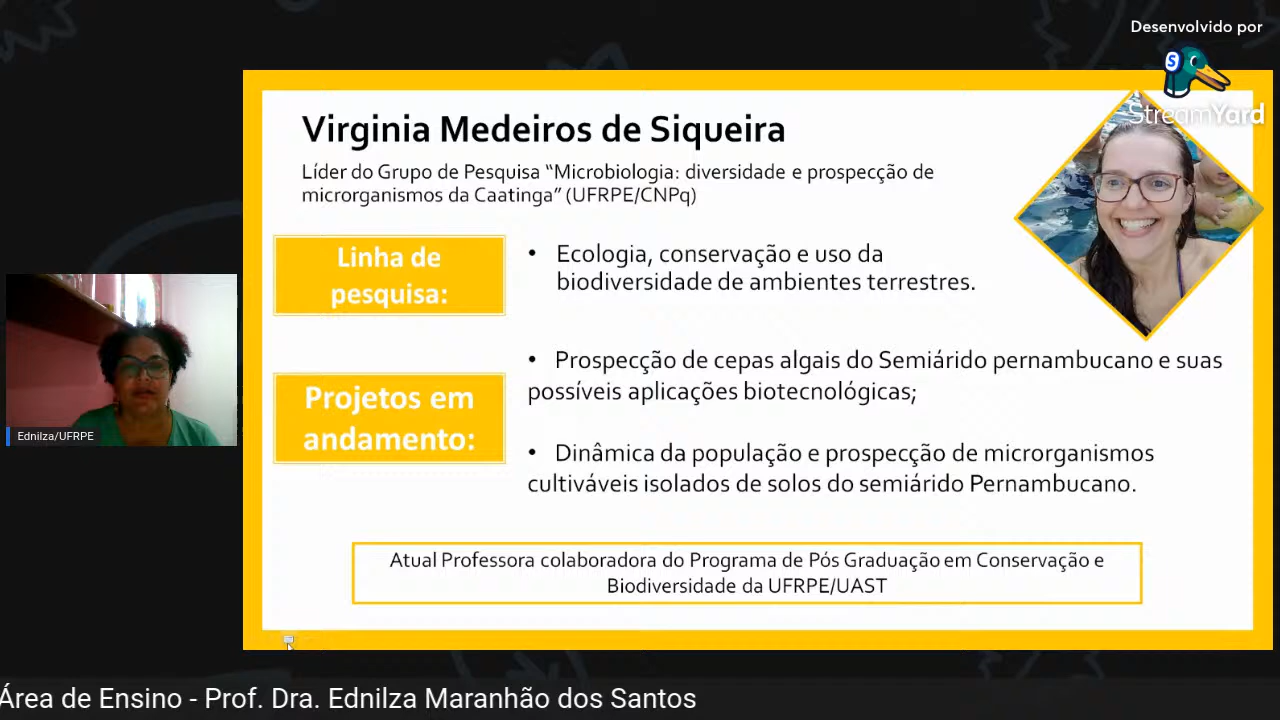 Desenvolvido por
StreamYard
Virginia Medeiros de Siqueira
Líder do Grupo de Pesquisa “Microbiologia: diversidade e prospecção de
microrganismos da Caatinga” (UFRPE/CNPq)
Linha de
pesquisa:
• Ecologia, conservação e uso da
biodiversidade de ambientes terrestres.
Projetos em
andamento:
• Prospecção de cepas algais do Semiárido pernambucano e suas
possíveis aplicações biotecnológicas;
• Dinâmica da população e prospecção de microrganismos
cultiváveis isolados de solos do semiárido Pernambucano.
Atual Professora colaboradora do Programa de Pós Graduação em Conservação e
Biodiversidade da UFRPE/UAST
Ednilza/UFRPE
Área de Ensino - Prof. Dra. Ednilza Maranhão dos Santos